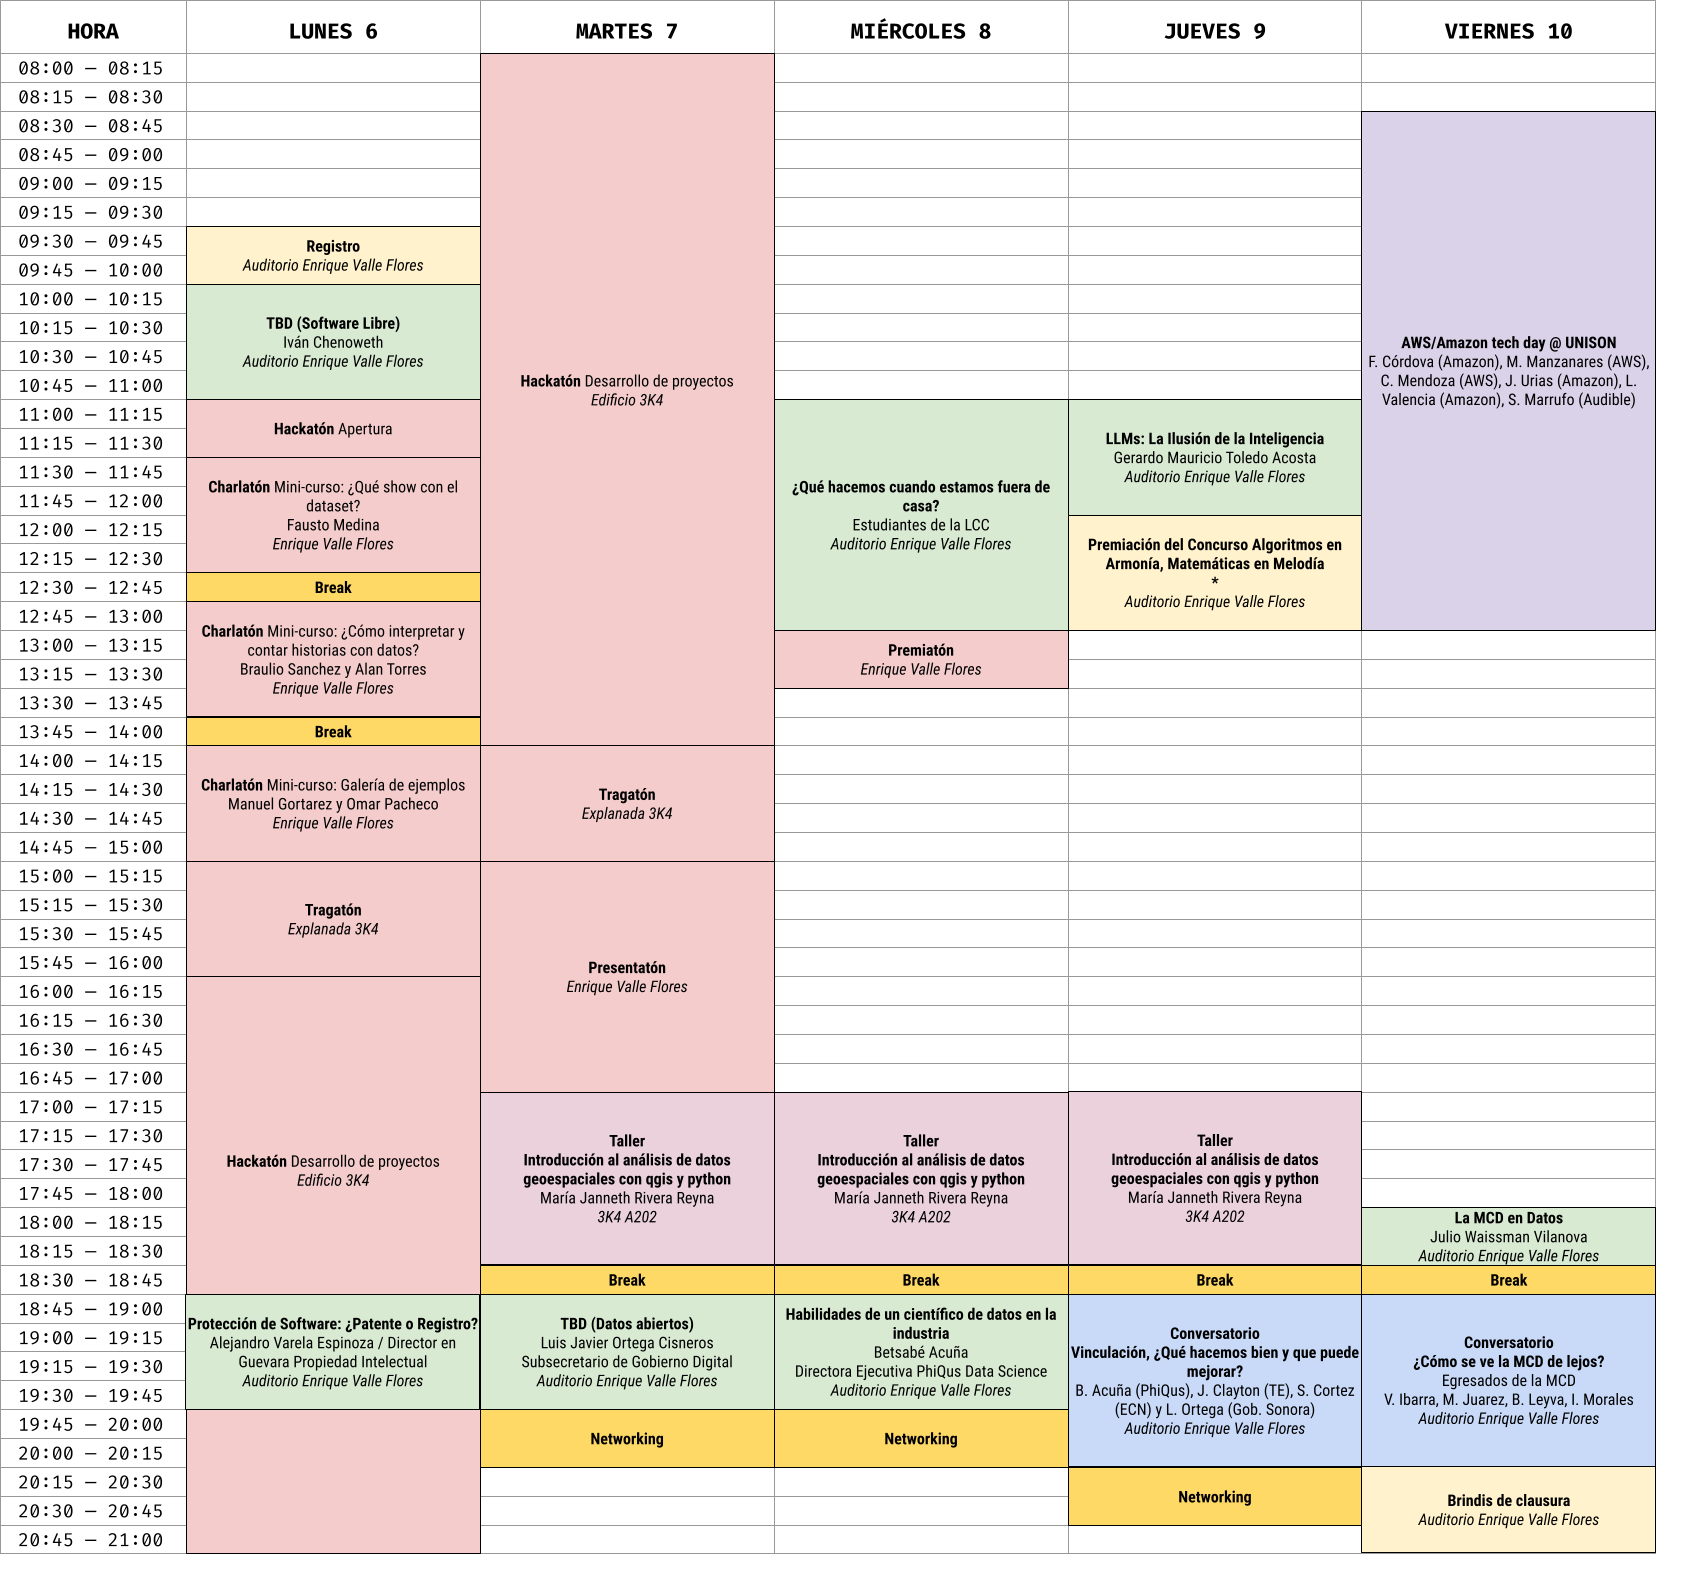 HORA
LUNES 6
MARTES 7
MIÉRCOLES 8
JUEVES 9
VIERNES 10
08:00 – 08:15
08:15 – 08:30
08:30 – 08:45
08:45 – 09:00
09:00 – 09:15
09:15 – 09:30
09:30 – 09:45
09:45 – 10:00
10:00 – 10:15
10:15 – 10:30
10:30 – 10:45
10:45 – 11:00
11:00 – 11:15
11:15 – 11:30
11:30 – 11:45
11:45 – 12:00
12:00 – 12:15
12:15 – 12:30
12:30 – 12:45
12:45 – 13:00
13:00 – 13:15
13:15 – 13:30
13:30 – 13:45
13:45 – 14:00
14:00 – 14:15
14:15 – 14:30
14:30 – 14:45
14:45 – 15:00
15:00 – 15:15
15:15 – 15:30
15:30 – 15:45
15:45 – 16:00
16:00 – 16:15
16:15 – 16:30
16:30 – 16:45
16:45 – 17:00
17:00 – 17:15
17:15 – 17:30
17:30 – 17:45
17:45 – 18:00
18:00 – 18:15
18:15 – 18:30
18:30 – 18:45
18:45 – 19:00
19:00 – 19:15
19:15 – 19:30
19:30 – 19:45
19:45 – 20:00
20:00 – 20:15
20:15 – 20:30
20:30 – 20:45
20:45 – 21:00
Registro
Auditorio Enrique Valle Flores
TBD (Software Libre)
Iván Chenoweth
Auditorio Enrique Valle Flores
Hackatón Apertura
Charlatón Mini-curso: ¿Qué show con el
dataset?
Fausto Medina
Enrique Valle Flores
Break
Charlatón Mini-curso: ¿Cómo interpretar y
contar historias con datos?
Braulio Sanchez y Alan Torres
Enrique Valle Flores
Break
Charlatón Mini-curso: Galería de ejemplos
Manuel Gortarez y Omar Pacheco
Enrique Valle Flores
Tragatón
Explanada 3K4
Hackatón Desarrollo de proyectos
Edificio 3K4
Protección de Software: ¿Patente o Registro?
Alejandro Varela Espinoza / Director en
Guevara Propiedad Intelectual
Auditorio Enrique Valle Flores
Hackatón Desarrollo de proyectos
Edificio 3K4
Tragatón
Explanada 3K4
Presentatón
Enrique Valle Flores
Taller
Introducción al análisis de datos
geoespaciales con qgis y python
María Janneth Rivera Reyna
3K4 A202
Break
TBD (Datos abiertos)
Luis Javier Ortega Cisneros
Subsecretario de Gobierno Digital
Auditorio Enrique Valle Flores
Networking
¿Qué hacemos cuando estamos fuera de
casa?
Estudiantes de la LCC
Auditorio Enrique Valle Flores
Premiatón
Enrique Valle Flores
Taller
Introducción al análisis de datos
geoespaciales con qgis y python
María Janneth Rivera Reyna
3K4 A202
Break
Habilidades de un científico de datos en la
industria
Betsabé Acuña
Directora Ejecutiva PhiQus Data Science
Auditorio Enrique Valle Flores
Networking
LLMs: La Ilusión de la Inteligencia
Gerardo Mauricio Toledo Acosta
Auditorio Enrique Valle Flores
Premiación del Concurso Algoritmos en
Armonía, Matemáticas en Melodía
*
Auditorio Enrique Valle Flores
Taller
Introducción al análisis de datos
geoespaciales con qgis y python
María Janneth Rivera Reyna
3K4 A202
Break
Conversatorio
Vinculación, ¿Qué hacemos bien y que puede
mejorar?
B. Acuña (PhiQus), J. Clayton (TE), S. Cortez
(ECN) y L. Ortega (Gob. Sonora)
Auditorio Enrique Valle Flores
Networking
AWS/Amazon tech day @ UNISON
F. Córdova (Amazon), M. Manzanares (AWS),
C. Mendoza (AWS), J. Urias (Amazon), L.
Valencia (Amazon), S. Marrufo (Audible)
La MCD en Datos
Julio Waissman Vilanova
Auditorio Enrique Valle Flores
Break
Conversatorio
¿Cómo se ve la MCD de lejos?
Egresados de la MCD
V. Ibarra, M. Juarez, B. Leyva, I. Morales
Auditorio Enrique Valle Flores
Brindis de clausura
Auditorio Enrique Valle Flores